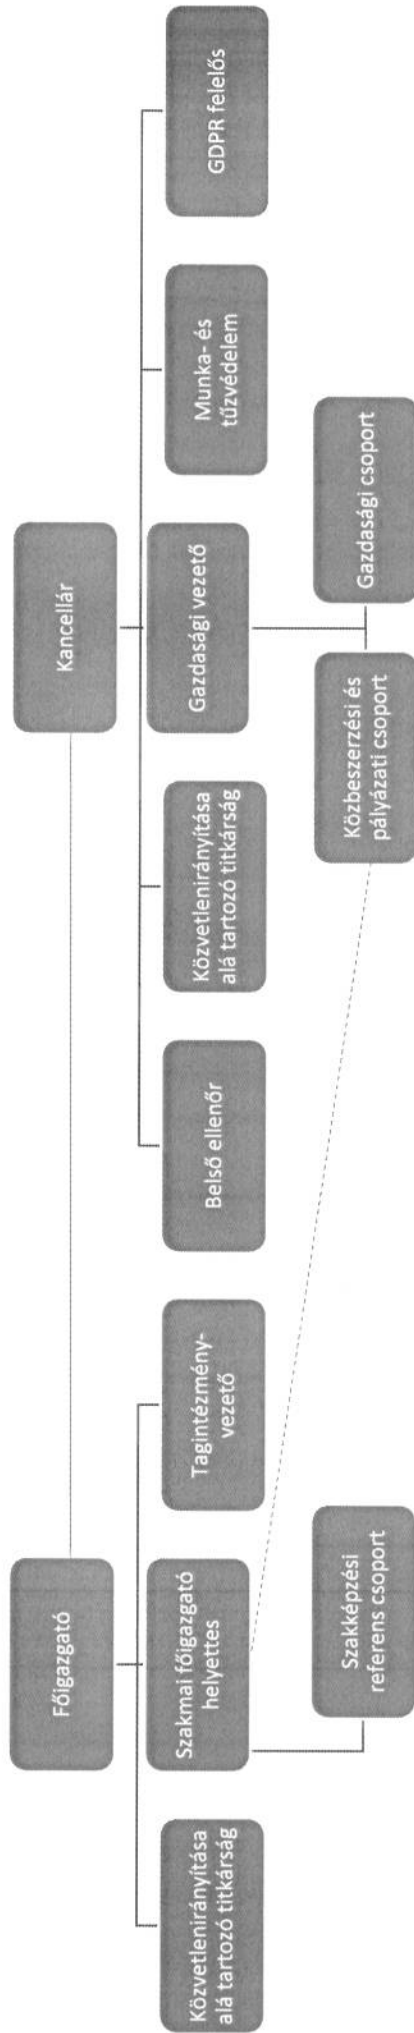 Főigazgató
Kancellár
Közvetlenirányítása
alá tartozó titkárság
Szakmai főigazgató
helyettes
Tagintézmény-
vezető
Belső ellenőr
Közvetlenirányítása
alá tartozó titkárság
Gazdasági vezető
Munka- és
tűzvédelem
GDPR felelős
Szakképzési
referens csoport
Közbeszerzési és
pályázati csoport
Gazdasági csoport